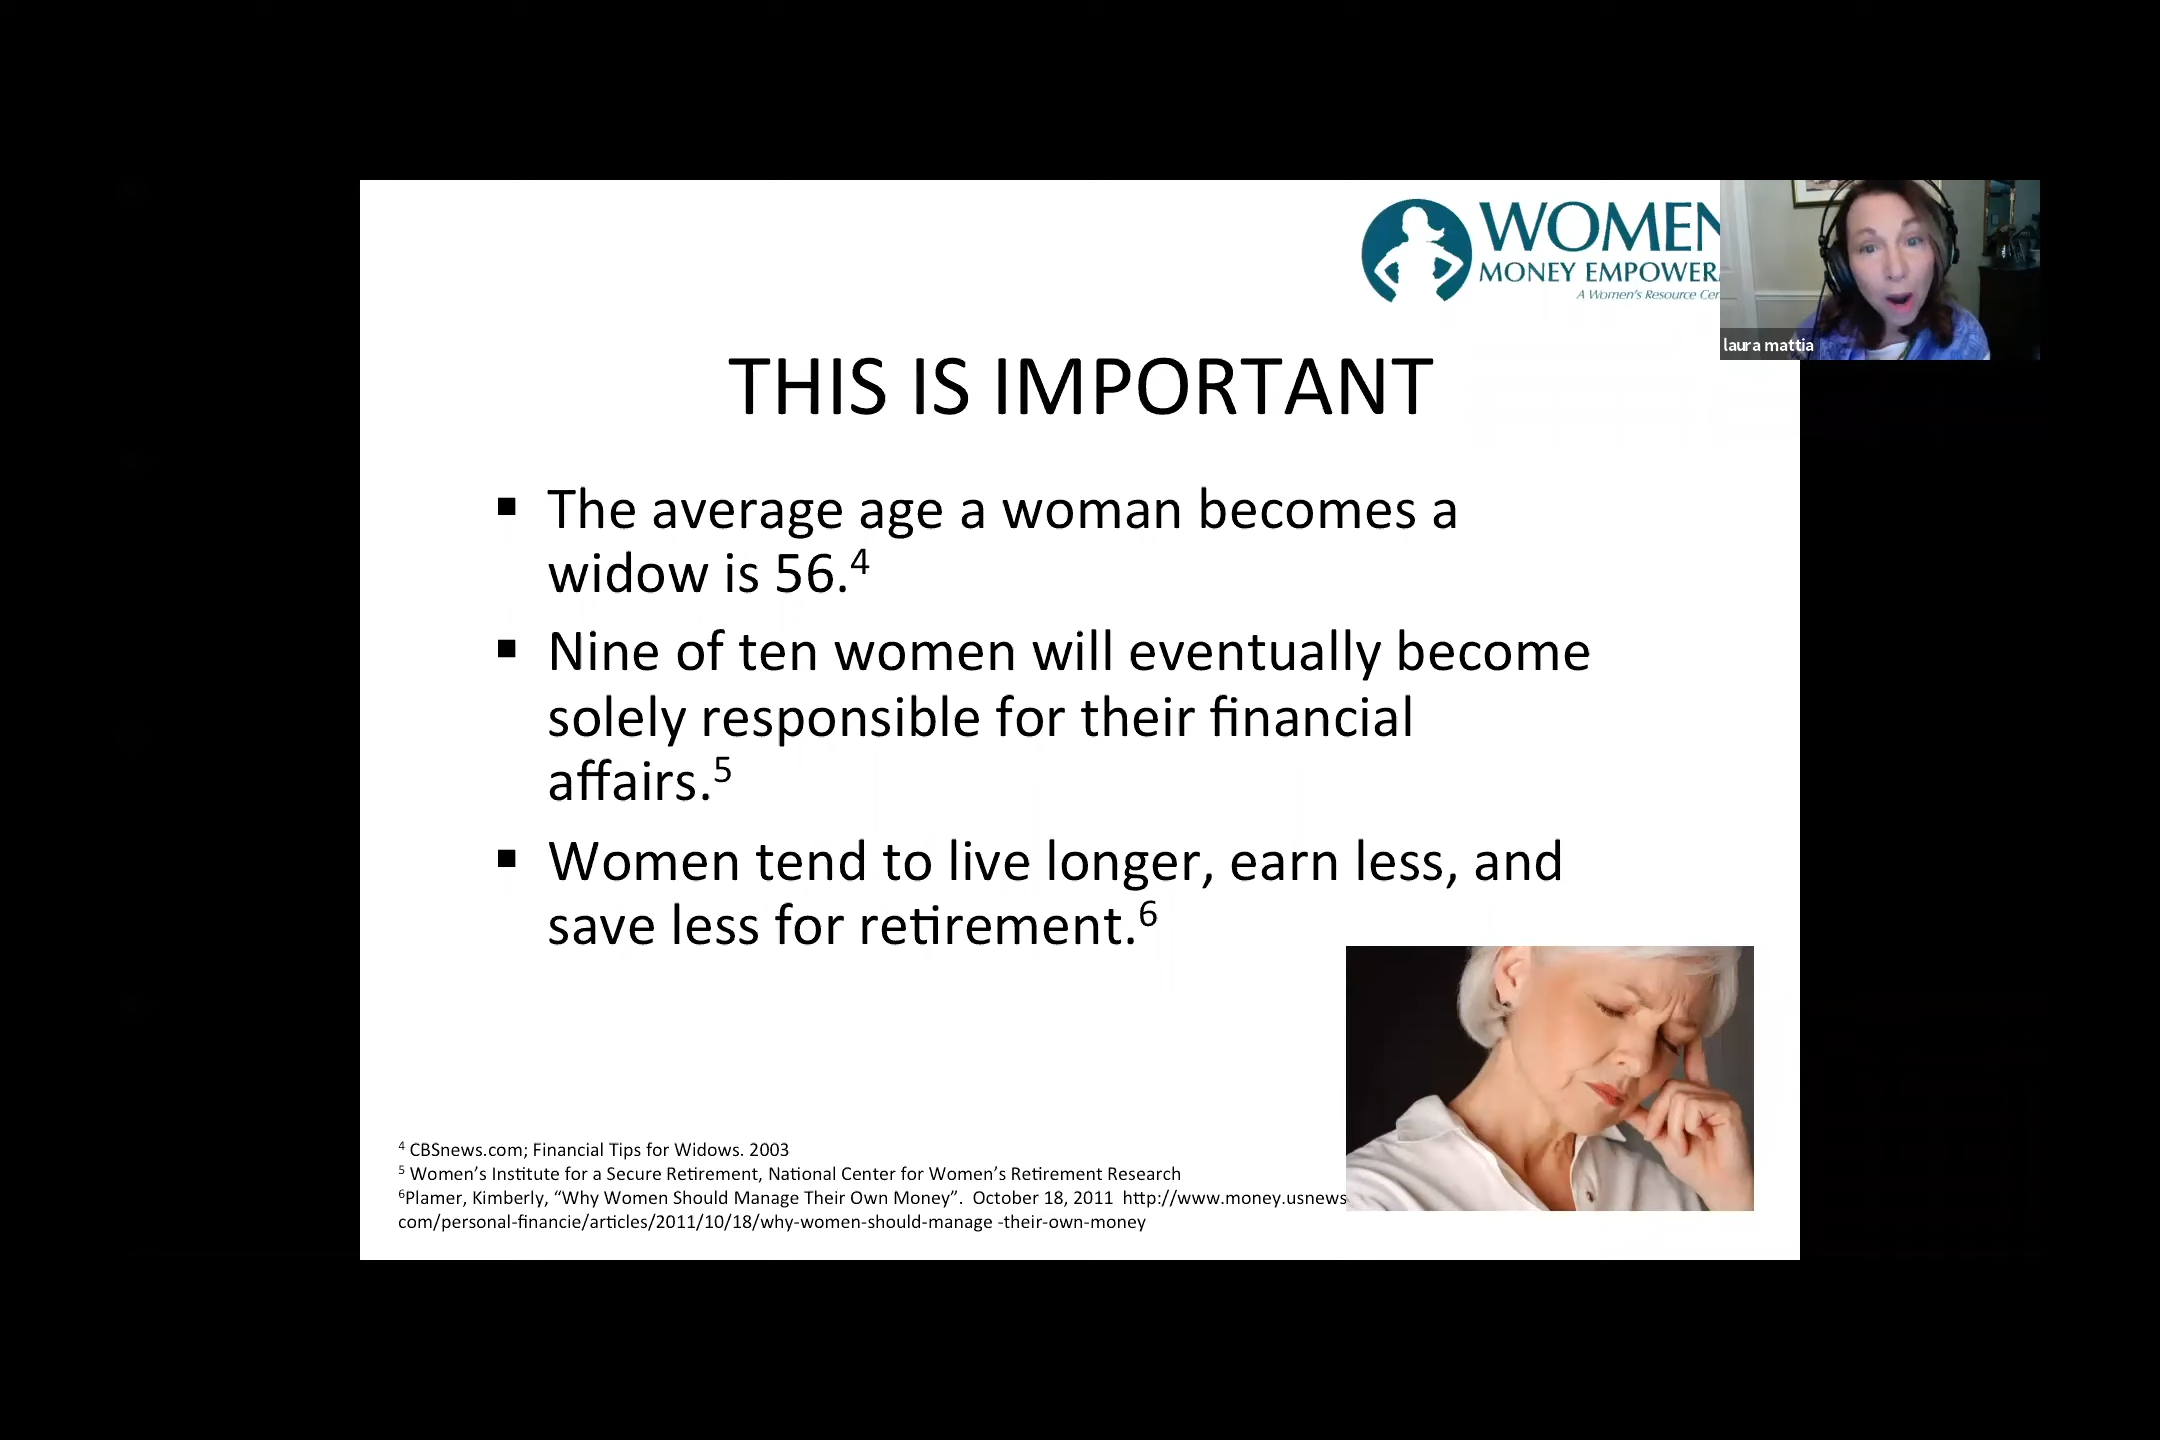 WOMEN
MONEY EMPOWER
A Women's Resource
laura mattia
THIS IS IMPORTANT
▪ The average age a woman becomes a
widow is 56.⁴
▪ Nine of ten women will eventually become
solely responsible for their financial
affairs.⁵
▪ Women tend to live longer, earn less, and
save less for retirement.⁶
⁴ CBSnews.com; Financial Tips for Widows. 2003
⁵ Women’s Institute for a Secure Retirement, National Center for Women’s Retirement Research
⁶Plamer, Kimberly, “Why Women Should Manage Their Own Money”. October 18, 2011 http://www.money.usnews
com/personal-financie/articles/2011/10/18/why-women-should-manage -their-own-money